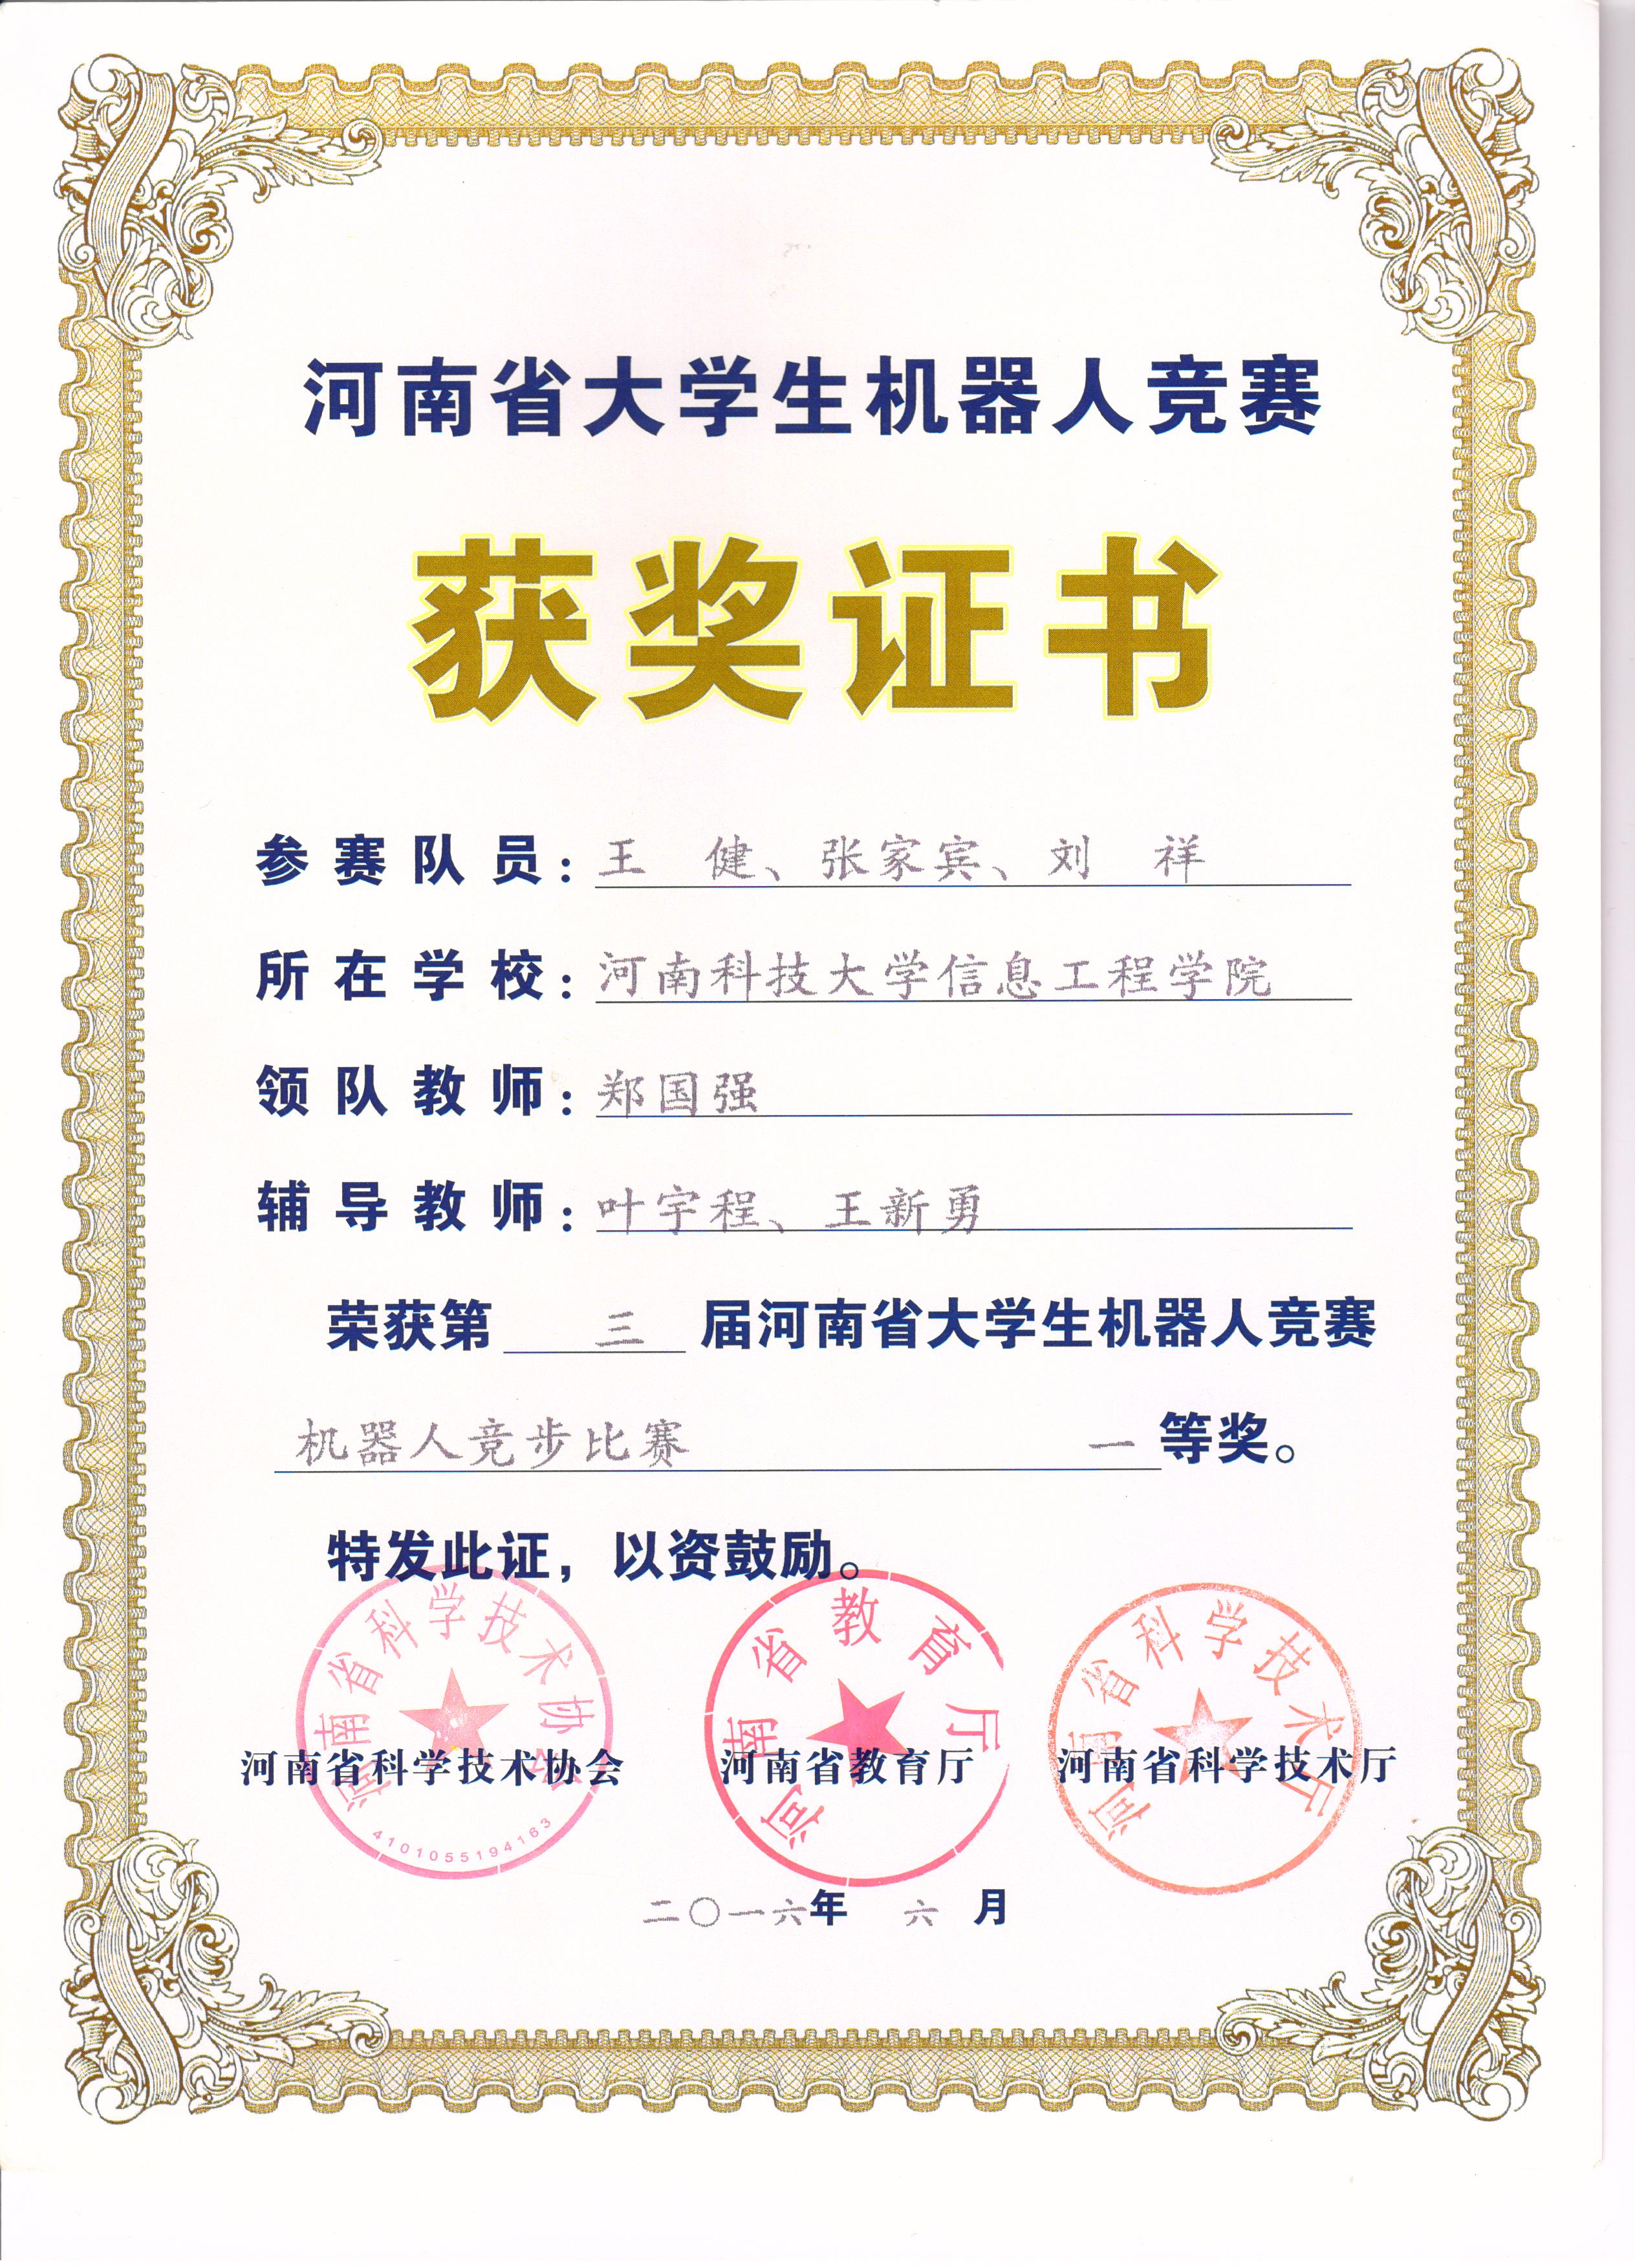 河南省大学生机器人竞赛
获奖证书
参赛队员：王 健、张家宾、刘 祥
所在学校：河南科技大学信息工程学院
领队教师：郑国强
辅导教师：叶宇程、王新勇
荣获第 三 届河南省大学生机器人竞赛
机器人竞步比赛 一等奖。
特发此证，以资鼓励。
河南省科学技术协会
4101055194163
河南省教育厅
河南省科学技术厅
河南省科学技术协会 河南省教育厅 河南省科学技术厅
二〇一六年 六 月